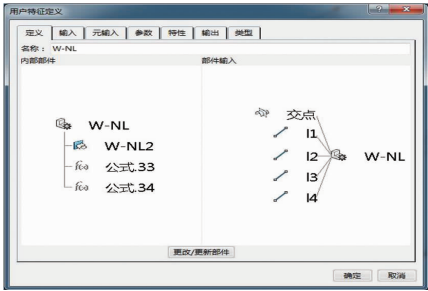 用户特征定义
定义 输入 元输入 参数 特性 输出 类型
名称： W-NL
内部部件 部件输入
W-NL
W-NL2
公式.33
公式.34
交点
l1
l2
l3
l4
W-NL
更改/更新部件
确定 取消